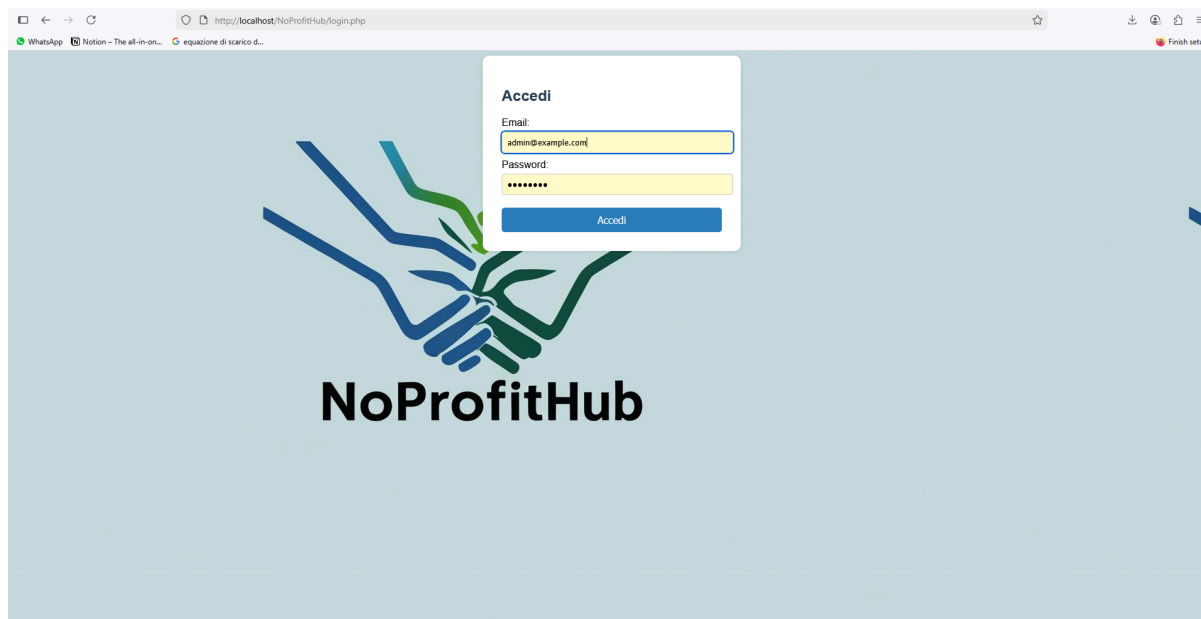 http://localhost/NoProfitHub/login.php
WhatsApp Notion – The all-in-on... equazione di scarico d... Finish setu
Accedi
Email:
admin@example.com
Password:
••••••••
Accedi
NoProfitHub